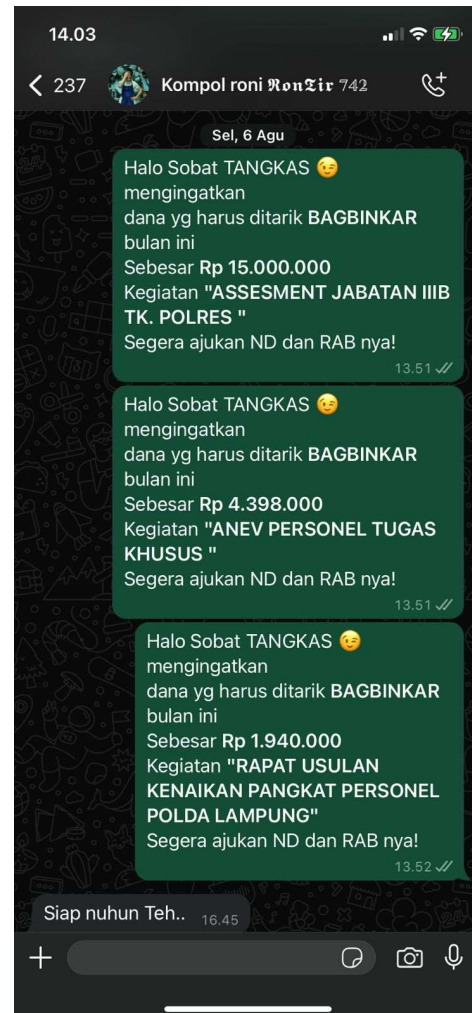 14.03
237
Kompol roni 𝕽𝖔𝖓𝕿𝖎𝖗 𝟟𝟜𝟚
Sel, 6 Agu
Halo Sobat TANGKAS 😉
mengingatkan
dana yg harus ditarik BAGBINKAR
bulan ini
Sebesar Rp 15.000.000
Kegiatan "ASSESMENT JABATAN IIIB
TK. POLRES "
Segera ajukan ND dan RAB nya!
13.51
Halo Sobat TANGKAS 😉
mengingatkan
dana yg harus ditarik BAGBINKAR
bulan ini
Sebesar Rp 4.398.000
Kegiatan "ANEV PERSONEL TUGAS
KHUSUS "
Segera ajukan ND dan RAB nya!
13.51
Halo Sobat TANGKAS 😉
mengingatkan
dana yg harus ditarik BAGBINKAR
bulan ini
Sebesar Rp 1.940.000
Kegiatan "RAPAT USULAN
KENAIKAN PANGKAT PERSONEL
POLDA LAMPUNG"
Segera ajukan ND dan RAB nya!
13.52
Siap nuhun Teh.. 16.45